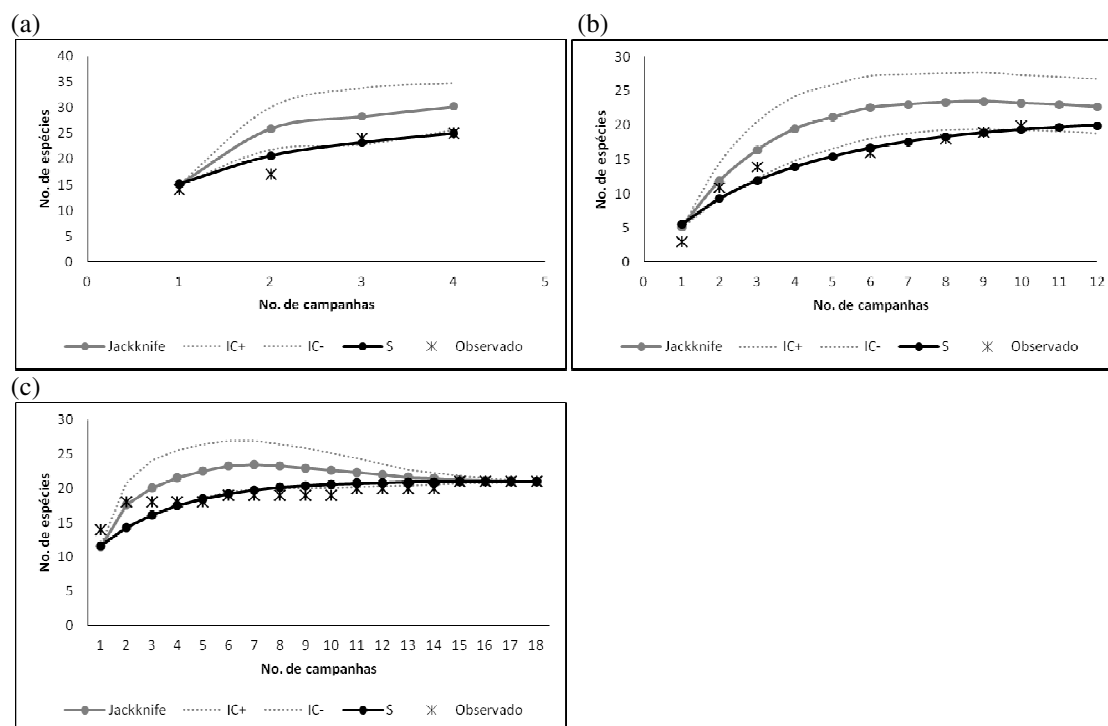 (a)
No. de espécies
40
35
30
25
20
15
10
5
0
0 1 2 3 4 5
No. de campanhas
Jackknife IC+ IC- S Observado
(b)
No. de espécies
30
25
20
15
10
5
0
0 1 2 3 4 5 6 7 8 9 10 11 12
No. de campanhas
Jackknife IC+ IC- S Observado
(c)
No. de espécies
30
25
20
15
10
5
0
1 2 3 4 5 6 7 8 9 10 11 12 13 14 15 16 17 18
No. de campanhas
Jackknife IC+ IC- S Observado